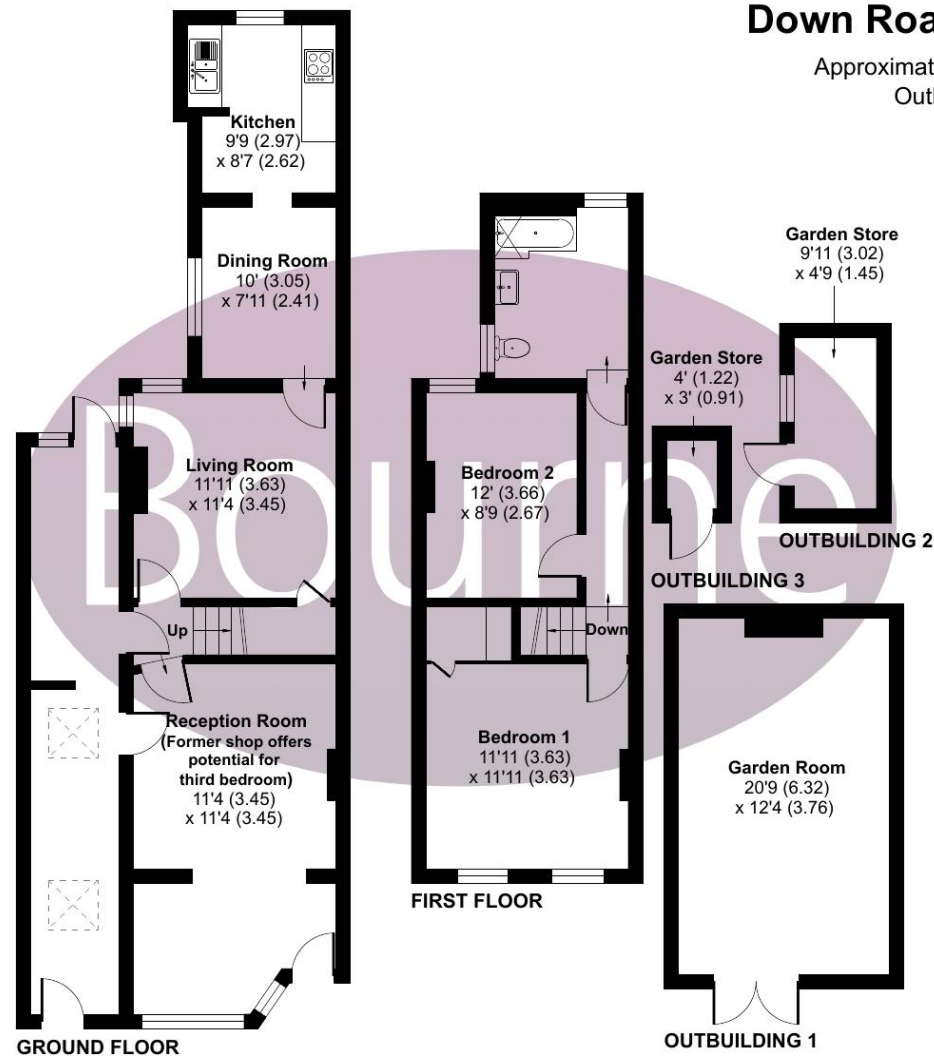 Down Roa
Approximat
Outl
Kitchen
9'9 (2.97)
x 8'7 (2.62)
Dining Room
10' (3.05)
x 7'11 (2.41)
Living Room
11'11 (3.63)
x 11'4 (3.45)
Up
Reception Room
(Former shop offers
potential for
third bedroom)
11'4 (3.45)
x 11'4 (3.45)
GROUND FLOOR
Bedroom 2
12' (3.66)
x 8'9 (2.67)
Down
Bedroom 1
11'11 (3.63)
x 11'11 (3.63)
FIRST FLOOR
Garden Store
9'11 (3.02)
x 4'9 (1.45)
OUTBUILDING 2
Garden Store
4' (1.22)
x 3' (0.91)
OUTBUILDING 3
Garden Room
20'9 (6.32)
x 12'4 (3.76)
OUTBUILDING 1
Bourne